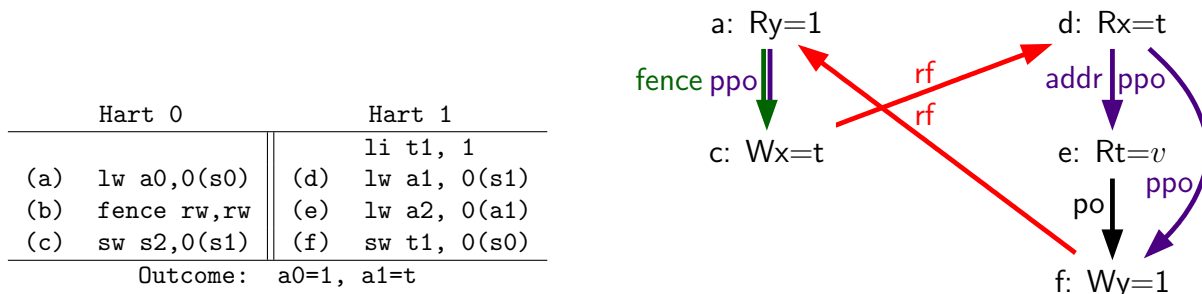 Hart 0 Hart 1
li t1, 1
(a) lw a0,0(s0) (d) lw a1, 0(s1)
(b) fence rw,rw (e) lw a2, 0(a1)
(c) sw s2,0(s1) (f) sw t1, 0(s0)
Outcome: a0=1, a1=t
a: Ry=1 d: Rx=t
fence ppo rf addr ppo
rf
c: Wx=t e: Rt=v
po ppo
f: Wy=1